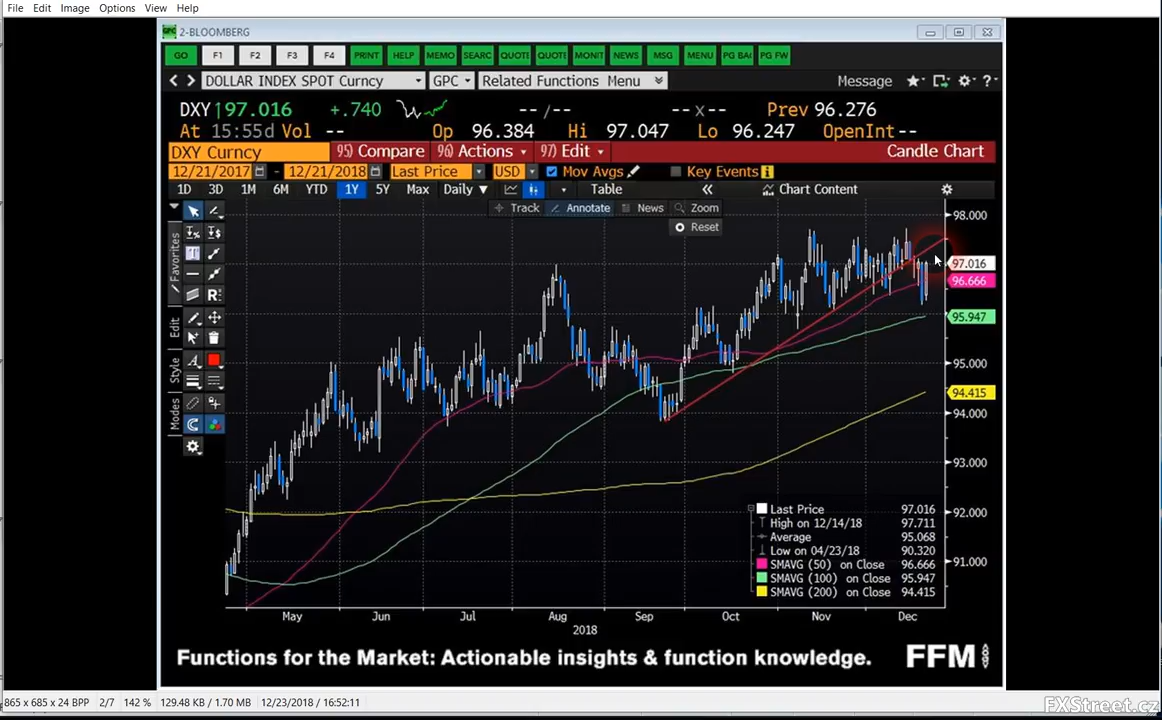 File Edit Image Options View Help
2-BLOOMBERG
GO F1 F2 F3 F4 PRINT HELP MEMO SEARC QUOTE QUOTE MONIT NEWS MSG MENU PG BA PG FW
DOLLAR INDEX SPOT Curncy GPC Related Functions Menu Message ?
DXY 97.016 +.740 -- / -- -- x -- Prev 96.276
At 15:55d Vol -- Op 96.384 Hi 97.047 Lo 96.247 OpenInt --
DXY Curncy 95) Compare 96) Actions 97) Edit Candle Chart
12/21/2017 - 12/21/2018 Last Price USD Mov Avgs Key Events
1D 3D 1M 6M YTD 1Y 5Y Max Daily Table Chart Content
Track Annotate News Zoom
Reset
Favorites
Edit
Style
Modes
98.000
97.016
96.666
95.947
95.000
94.415
94.000
93.000
92.000
91.000
Last Price 97.016
High on 12/14/18 97.711
Average 95.068
Low on 04/23/18 90.320
SMAVG (50) on Close 96.666
SMAVG (100) on Close 95.947
SMAVG (200) on Close 94.415
May Jun Jul Aug Sep Oct Nov Dec
2018
Functions for the Market: Actionable insights & function knowledge. FFM
865 x 685 x 24 BPP 2/7 142 % 129.48 KB / 1.70 MB 12/23/2018 / 16:52:11
FXStreet.cz